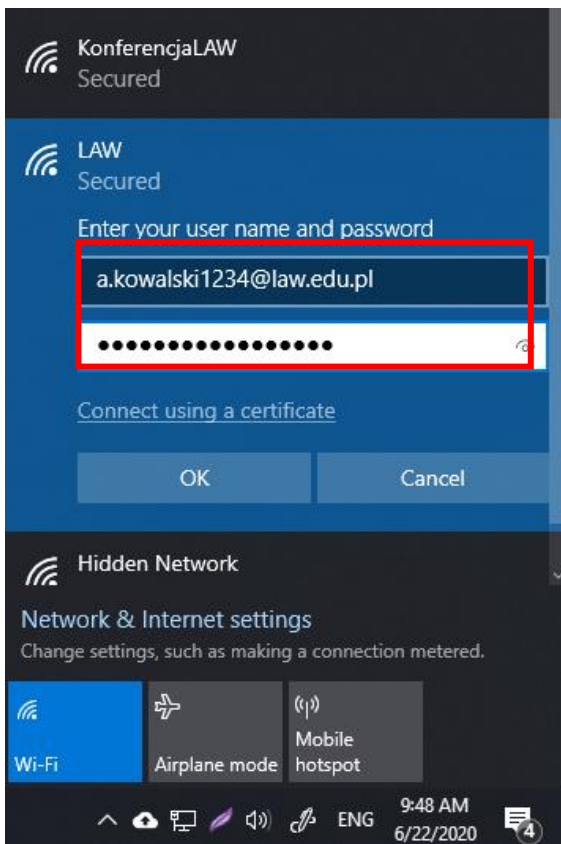 KonferencjaLAW
Secured
LAW
Secured
Enter your user name and password
a.kowalski1234@law.edu.pl
Connect using a certificate
OK Cancel
Hidden Network
Network & Internet settings
Change settings, such as making a connection metered.
Wi-Fi
Airplane mode
Mobile
hotspot
ENG
9:48 AM
6/22/2020
4